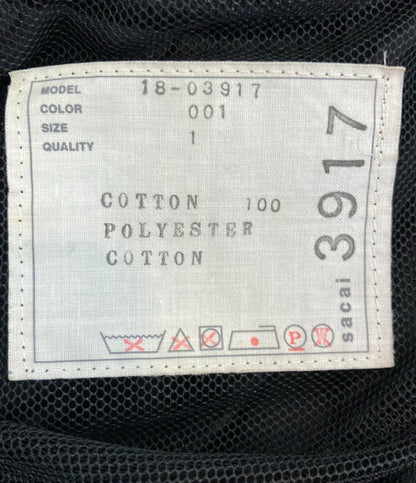 MODEL 18-03917
COLOR 001
SIZE 1
QUALITY
COTTON 100
POLYESTER
COTTON
P
sacai 3917